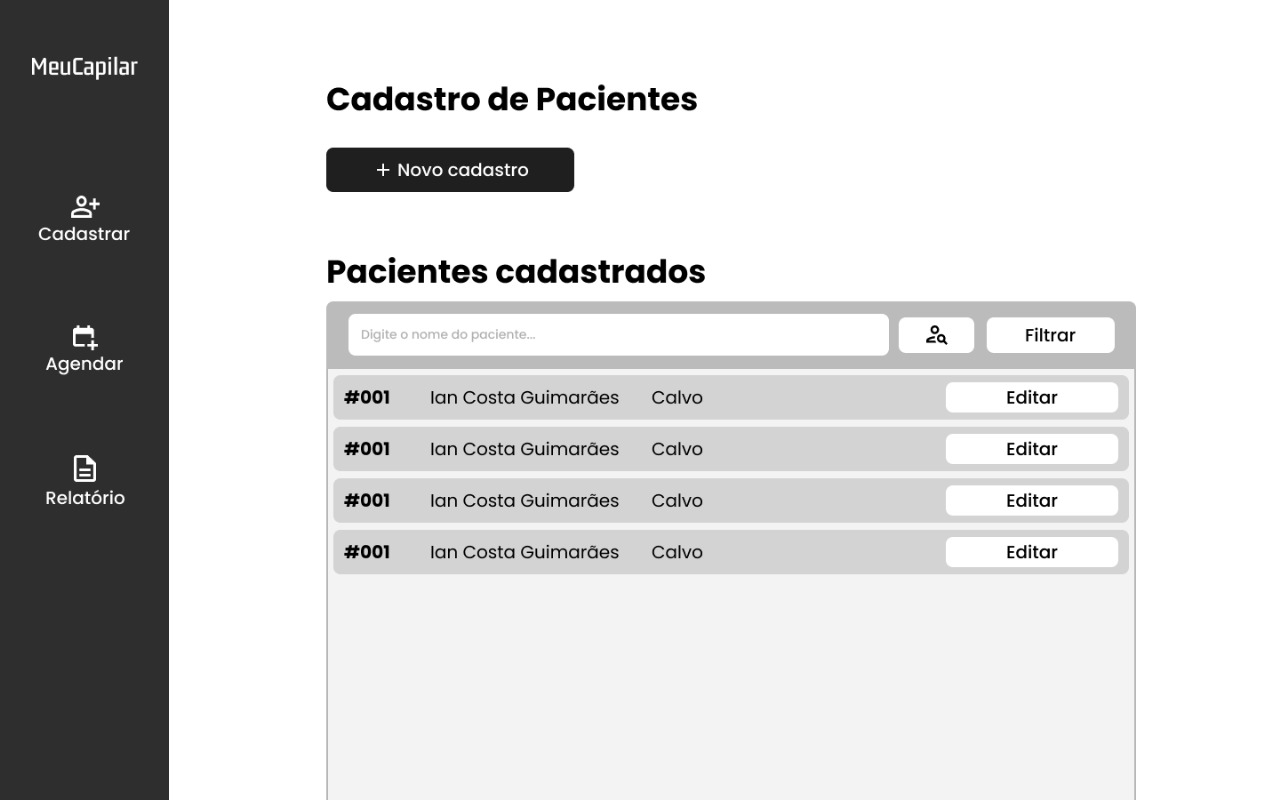 MeuCapilar
Cadastrar
Agendar
Relatório
Cadastro de Pacientes
+ Novo cadastro
Pacientes cadastrados
Digite o nome do paciente... Filtrar
#001 Ian Costa Guimarães Calvo Editar
#001 Ian Costa Guimarães Calvo Editar
#001 Ian Costa Guimarães Calvo Editar
#001 Ian Costa Guimarães Calvo Editar